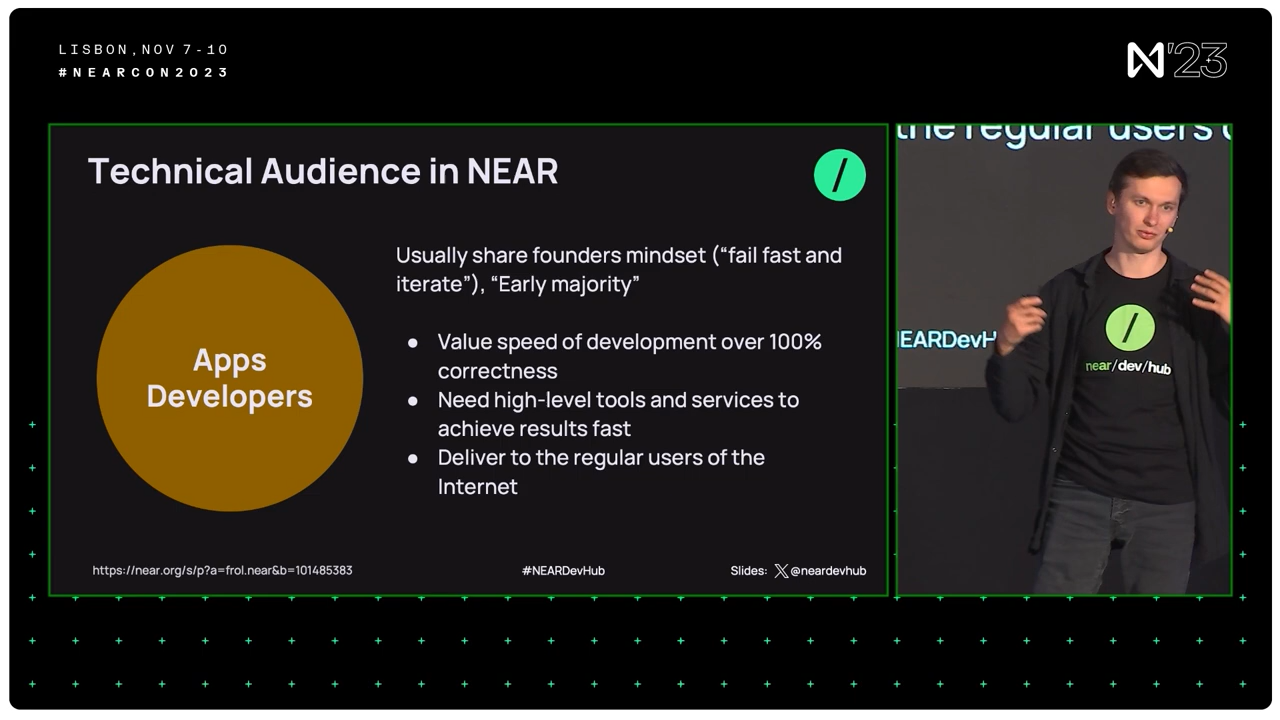 LISBON, NOV 7-10
#NEARCON2023
'23
Technical Audience in NEAR
Apps
Developers
Usually share founders mindset (“fail fast and
iterate”), “Early majority”
● Value speed of development over 100%
correctness
● Need high-level tools and services to
achieve results fast
● Deliver to the regular users of the
Internet
https://near.org/s/p?a=frol.near&b=101485383
#NEARDevHub
Slides: X @neardevhub
the regular users
near/dev/hub